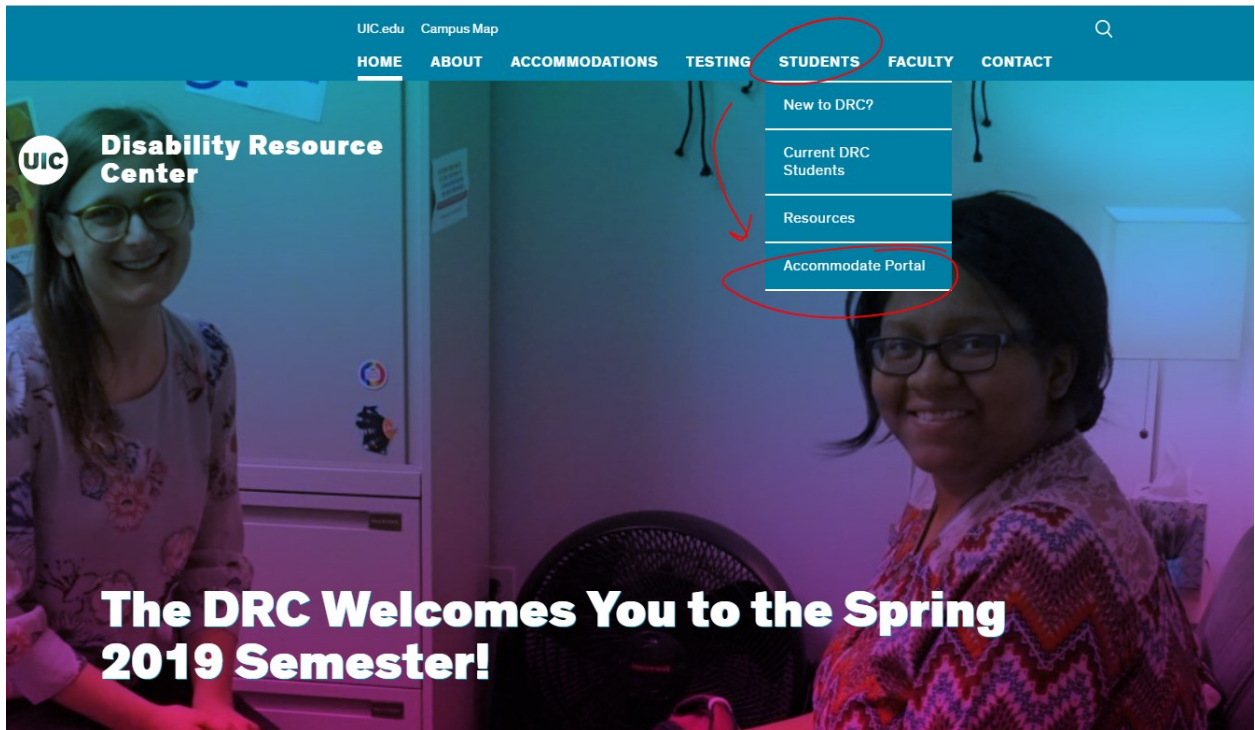 UIC.edu Campus Map
HOME ABOUT ACCOMMODATIONS TESTING STUDENTS FACULTY CONTACT
New to DRC?
Current DRC
Students
Resources
Accommodate Portal
UIC
Disability Resource
Center
The DRC Welcomes You to the Spring
2019 Semester!